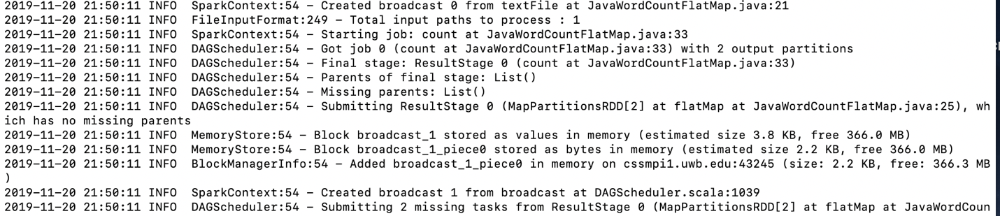 2019-11-20 21:50:11 INFO  SparkContext:54 - Created broadcast 0 from textFile at JavaWordCountFlatMap.java:21
2019-11-20 21:50:11 INFO  FileInputFormat:249 - Total input paths to process : 1
2019-11-20 21:50:11 INFO  SparkContext:54 - Starting job: count at JavaWordCountFlatMap.java:33
2019-11-20 21:50:11 INFO  DAGScheduler:54 - Got job 0 (count at JavaWordCountFlatMap.java:33) with 2 output partitions
2019-11-20 21:50:11 INFO  DAGScheduler:54 - Final stage: ResultStage 0 (count at JavaWordCountFlatMap.java:33)
2019-11-20 21:50:11 INFO  DAGScheduler:54 - Parents of final stage: List()
2019-11-20 21:50:11 INFO  DAGScheduler:54 - Missing parents: List()
2019-11-20 21:50:11 INFO  DAGScheduler:54 - Submitting ResultStage 0 (MapPartitionsRDD[2] at flatMap at JavaWordCountFlatMap.java:25), wh
ich has no missing parents
2019-11-20 21:50:11 INFO  MemoryStore:54 - Block broadcast_1 stored as values in memory (estimated size 3.8 KB, free 366.0 MB)
2019-11-20 21:50:11 INFO  MemoryStore:54 - Block broadcast_1_piece0 stored as bytes in memory (estimated size 2.2 KB, free 366.0 MB)
2019-11-20 21:50:11 INFO  BlockManagerInfo:54 - Added broadcast_1_piece0 in memory on cssmpi1.uwb.edu:43245 (size: 2.2 KB, free: 366.3 MB
)
2019-11-20 21:50:11 INFO  SparkContext:54 - Created broadcast 1 from broadcast at DAGScheduler.scala:1039
2019-11-20 21:50:11 INFO  DAGScheduler:54 - Submitting 2 missing tasks from ResultStage 0 (MapPartitionsRDD[2] at flatMap at JavaWordCoun